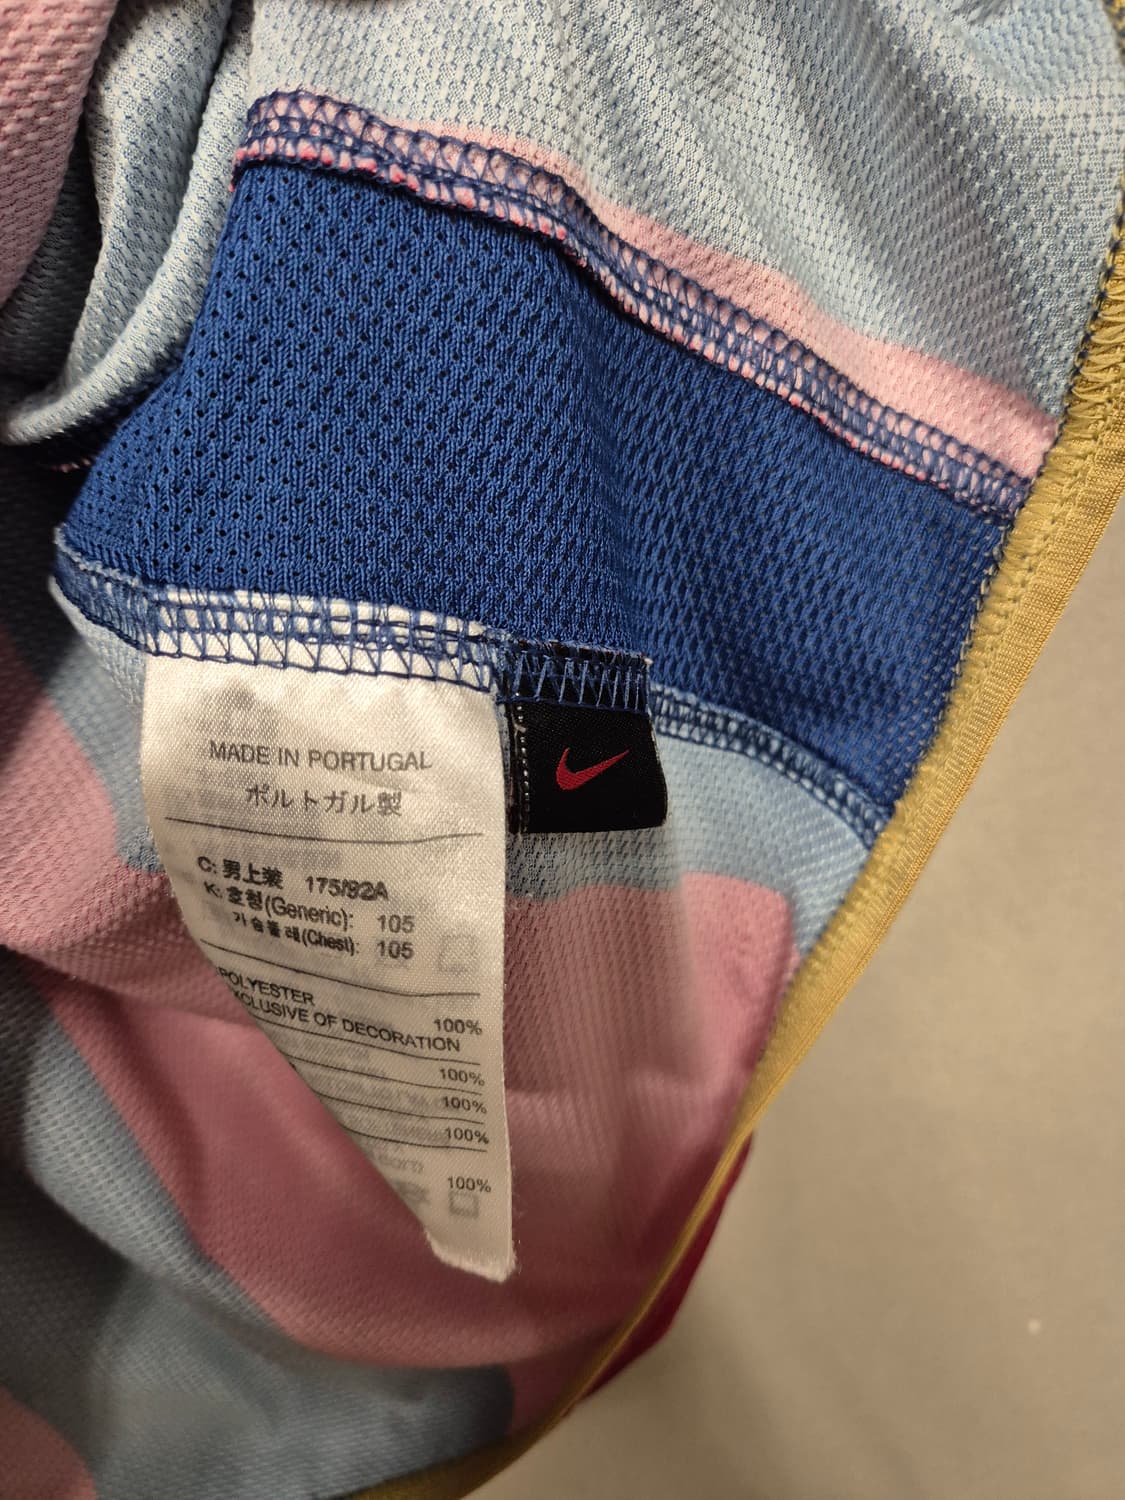 MADE IN PORTUGAL
ポルトガル製
C: 男上装 175/92A
K: 호칭(Generic): 105
가슴둘레(Chest): 105
POLYESTER 100%
EXCLUSIVE OF DECORATION
100%
100%
100%
100%